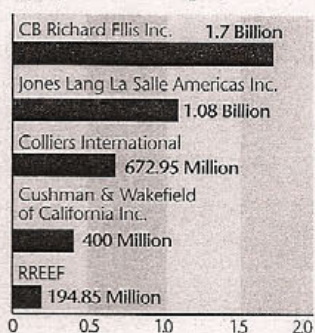 CB Richard Ellis Inc. 1.7 Billion
Jones Lang La Salle Americas Inc.
1.08 Billion
Colliers International
672.95 Million
Cushman & Wakefield
of California Inc.
400 Million
RREEF
194.85 Million
0 0.5 1.0 1.5 2.0